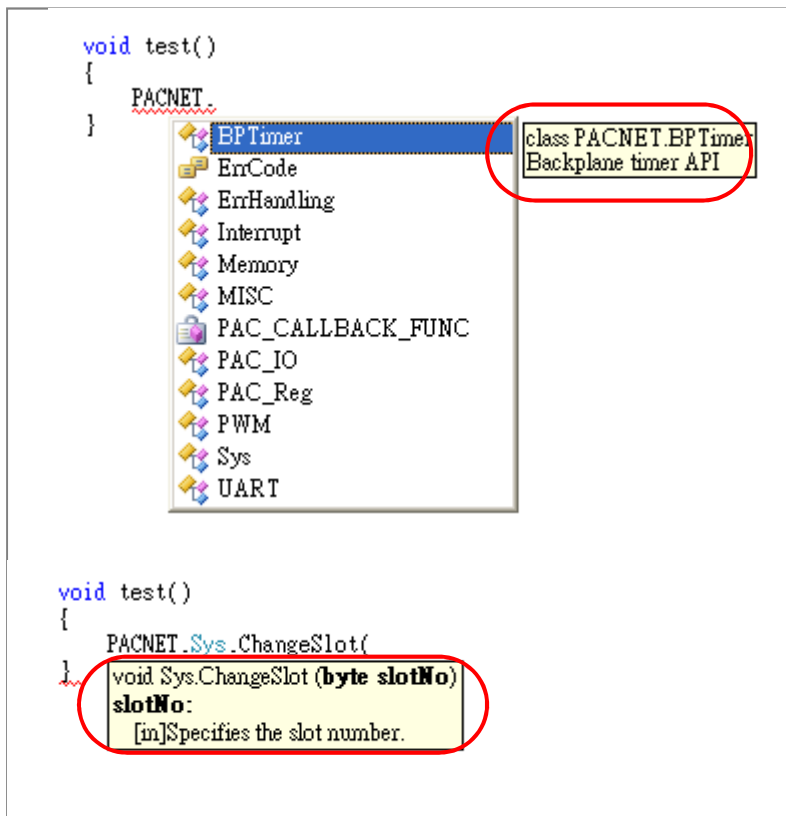 void test()
{
PACNET.
}
BPTimer
class PACNET.BPTimer
Backplane timer API
ErrCode
ErrHandling
Interrupt
Memory
MISC
PAC_CALLBACK_FUNC
PAC_IO
PAC_Reg
PWM
Sys
UART
void test()
{
PACNET.Sys.ChangeSlot(
}
void Sys.ChangeSlot (byte slotNo)
slotNo:
[in]Specifies the slot number.